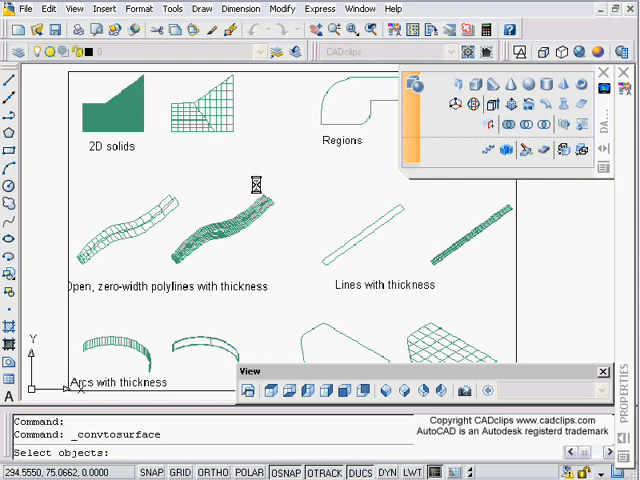 File Edit View Insert Format Tools Draw Dimension Modify Express Window Help
0
CADclips
2D solids
Regions
Open, zero-width polylines with thickness
Lines with thickness
Arcs with thickness
Y
X
DA...
View
PROPERTIES
Command:
Command: _convtosurface
Select objects:
Copyright CADclips www.cadclips.com
AutoCAD is an Autodesk registerd trademark
294.5550, 75.0662, 0.0000 SNAP GRID ORTHO POLAR OSNAP OTRACK DUCS DYN LWT